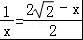 1/x = (2√2 − x)/2